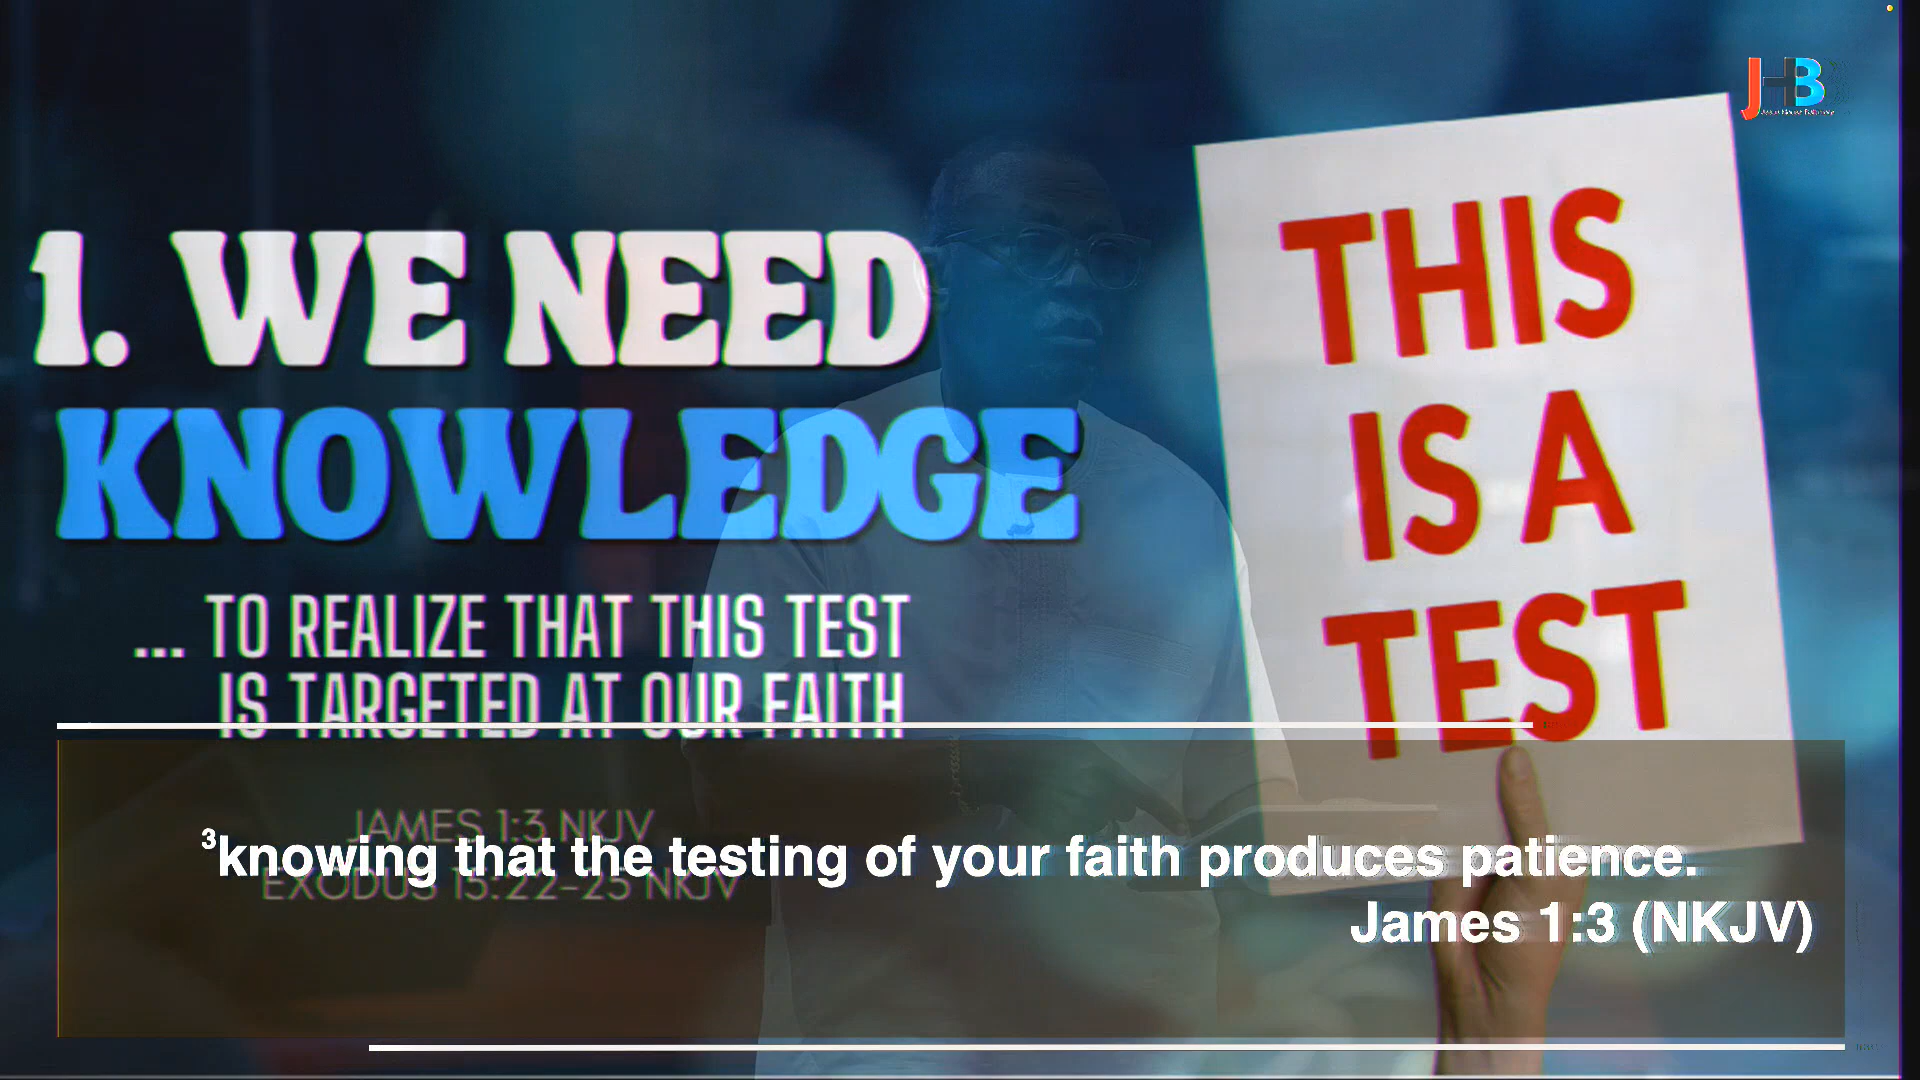 JHB
1. WE NEED
KNOWLEDGE
... TO REALIZE THAT THIS TEST
IS TARGETED AT OUR FAITH
JAMES 1:3 NKJV
EXODUS 15:22-25 NKJV
THIS
IS A
TEST
³knowing that the testing of your faith produces patience.
James 1:3 (NKJV)